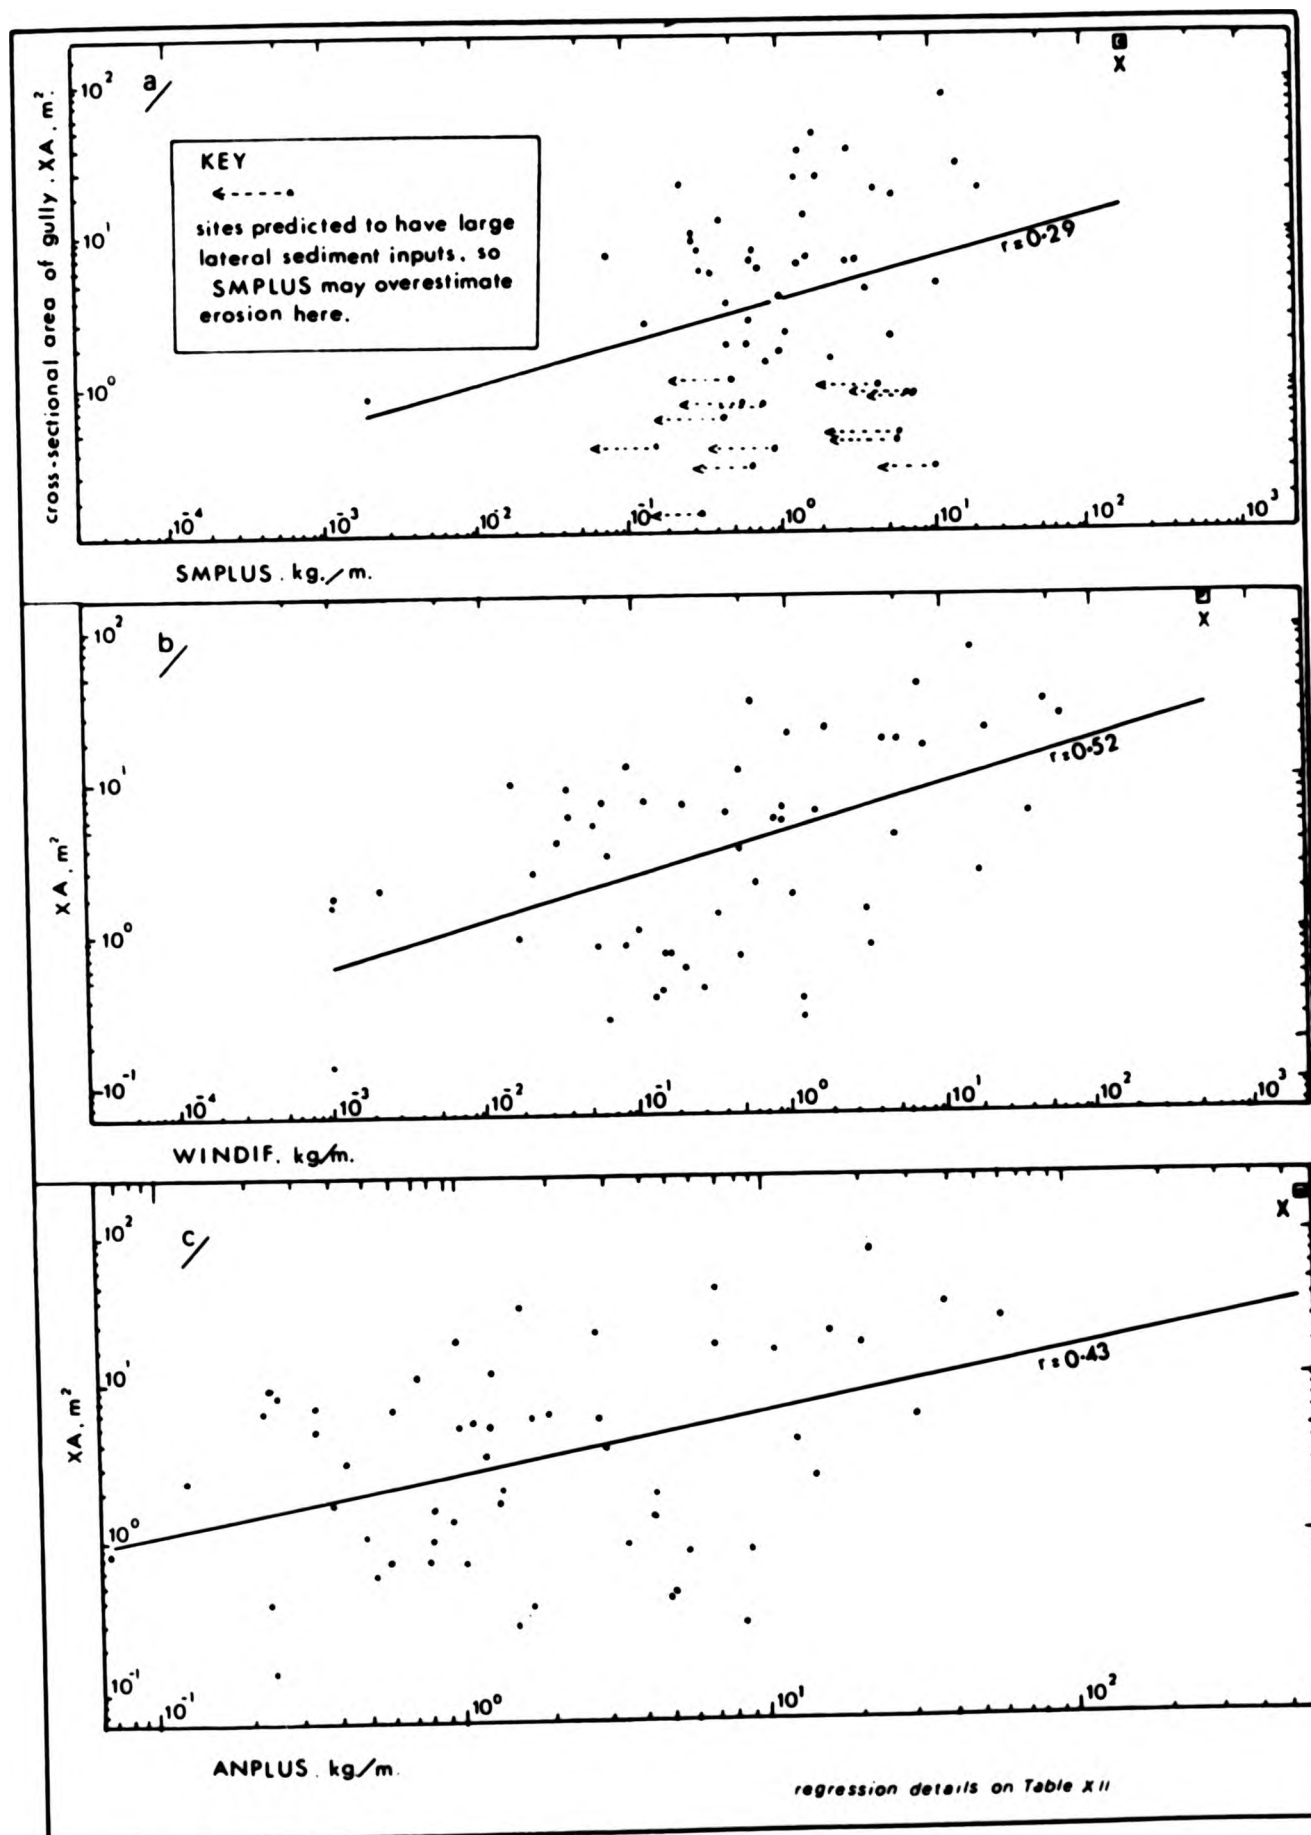 a/
cross-sectional area of gully. XA, m².
10²
10¹
10⁰
KEY
sites predicted to have large
lateral sediment inputs, so
SMPLUS may overestimate
erosion here.
r=0·29
X
10⁻⁴ 10⁻³ 10⁻² 10⁻¹ 10⁰ 10¹ 10² 10³
SMPLUS. kg./m.
b/
XA, m²
10²
10¹
10⁰
10⁻¹
r=0·52
X
10⁻⁴ 10⁻³ 10⁻² 10⁻¹ 10⁰ 10¹ 10² 10³
WINDIF. kg/m.
c/
XA, m²
10²
10¹
10⁰
10⁻¹
r=0·43
X
10⁻¹ 10⁰ 10¹ 10²
ANPLUS. kg/m.
regression details on Table XII